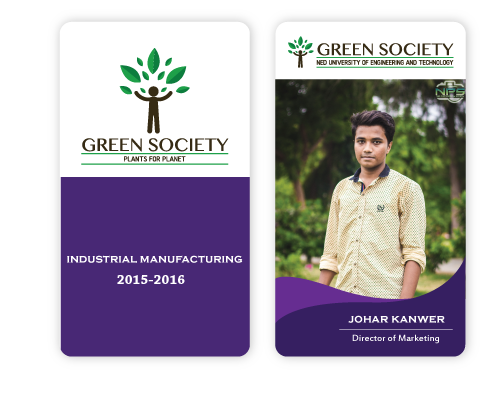 GREEN SOCIETY
PLANTS FOR PLANET
INDUSTRIAL MANUFACTURING
2015-2016
GREEN SOCIETY
NED UNIVERSITY OF ENGINEERING AND TECHNOLOGY
JOHAR KANWER
Director of Marketing